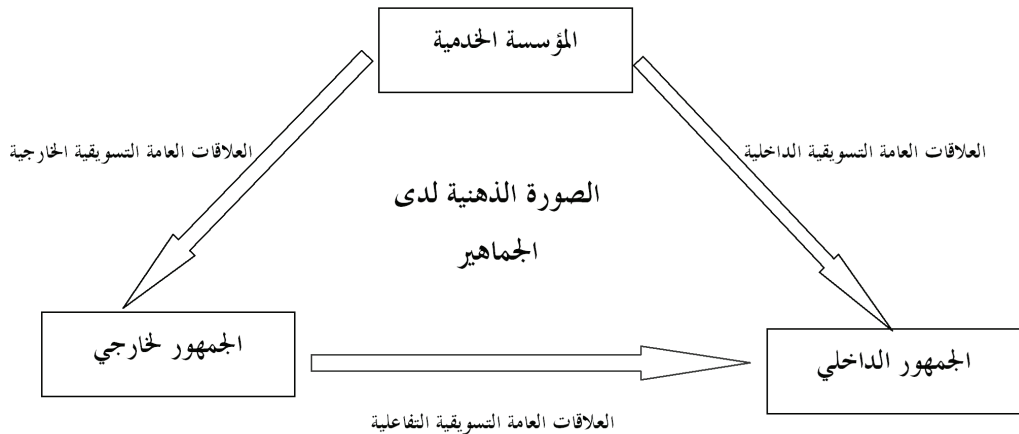 المؤسسة الخدمية
العلاقات العامة التسويقية الداخلية
العلاقات العامة التسويقية الخارجية
الصورة الذهنية لدى
الجماهير
الجمهور الداخلي
الجمهور لخارجي
العلاقات العامة التسويقية التفاعلية